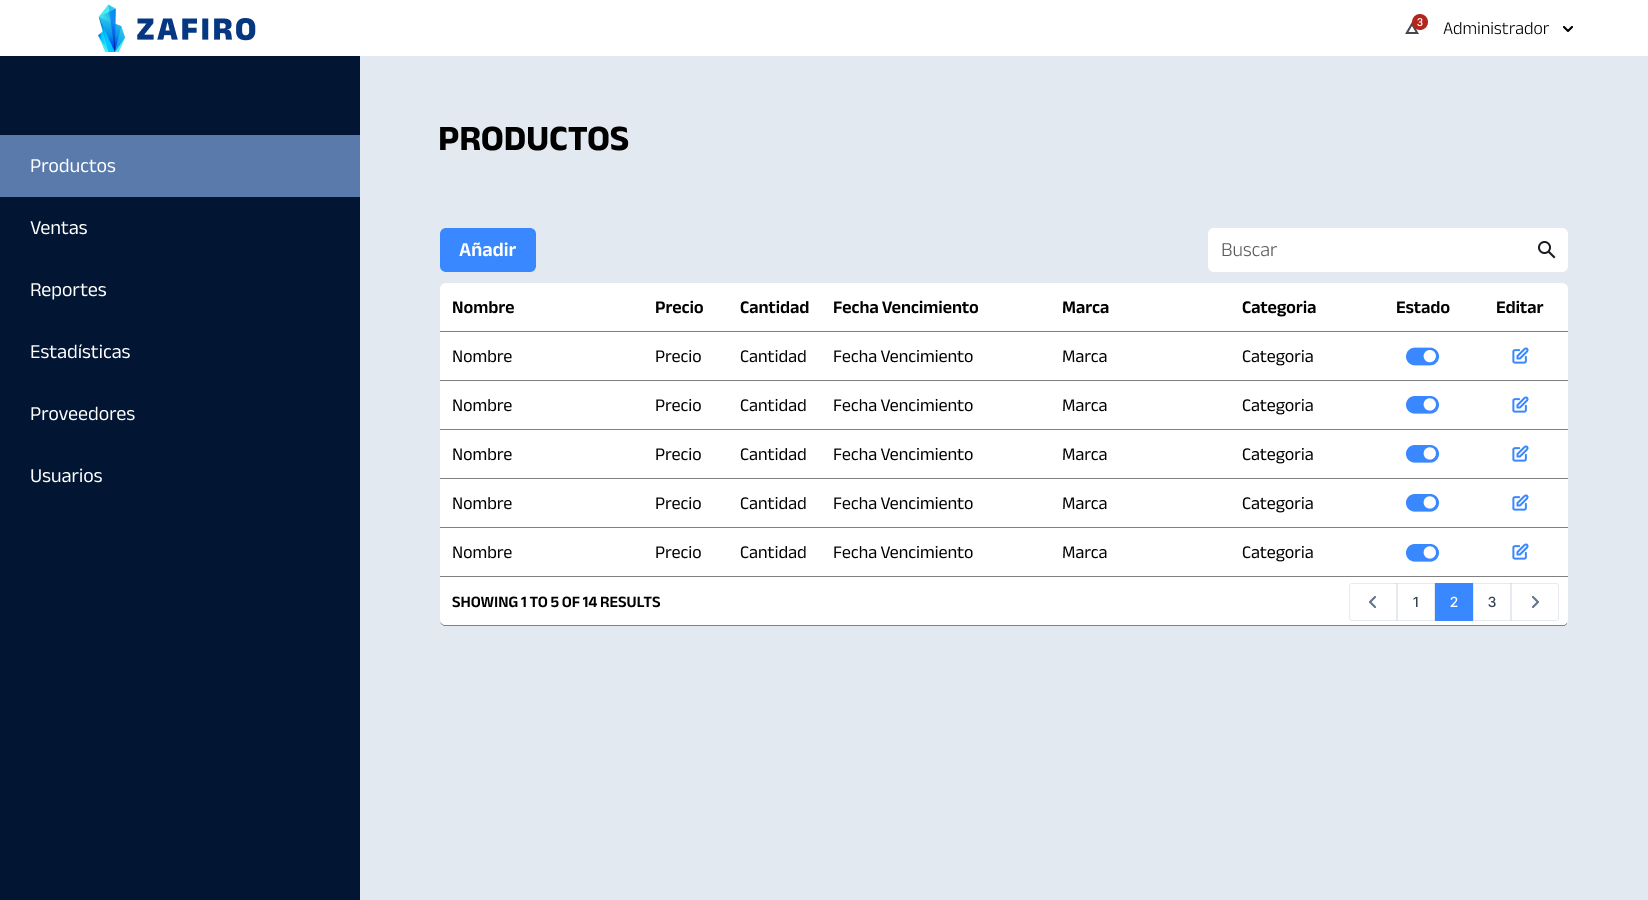 ZAFIRO
3
Administrador
Productos
Ventas
Reportes
Estadísticas
Proveedores
Usuarios
PRODUCTOS
Añadir
Buscar
Nombre Precio Cantidad Fecha Vencimiento Marca Categoria Estado Editar
Nombre Precio Cantidad Fecha Vencimiento Marca Categoria
Nombre Precio Cantidad Fecha Vencimiento Marca Categoria
Nombre Precio Cantidad Fecha Vencimiento Marca Categoria
Nombre Precio Cantidad Fecha Vencimiento Marca Categoria
Nombre Precio Cantidad Fecha Vencimiento Marca Categoria
SHOWING 1 TO 5 OF 14 RESULTS
1 2 3